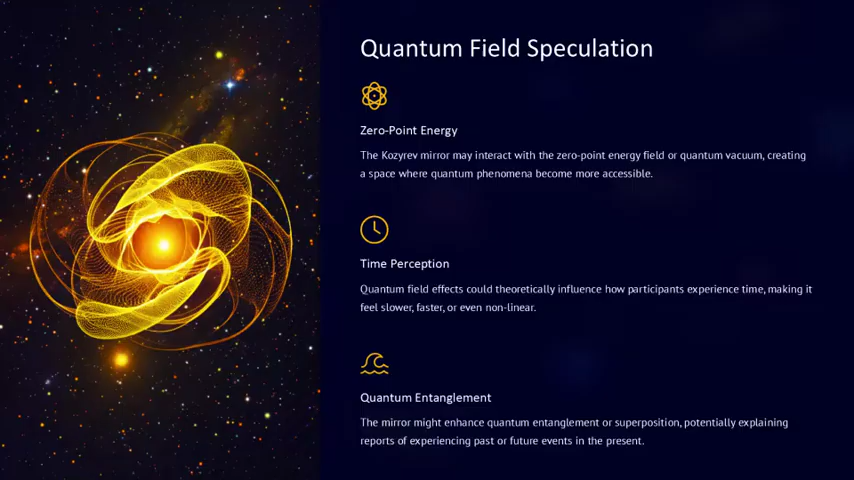 Quantum Field Speculation
Zero-Point Energy
The Kozyrev mirror may interact with the zero-point energy field or quantum vacuum, creating
a space where quantum phenomena become more accessible.
Time Perception
Quantum field effects could theoretically influence how participants experience time, making it
feel slower, faster, or even non-linear.
Quantum Entanglement
The mirror might enhance quantum entanglement or superposition, potentially explaining
reports of experiencing past or future events in the present.